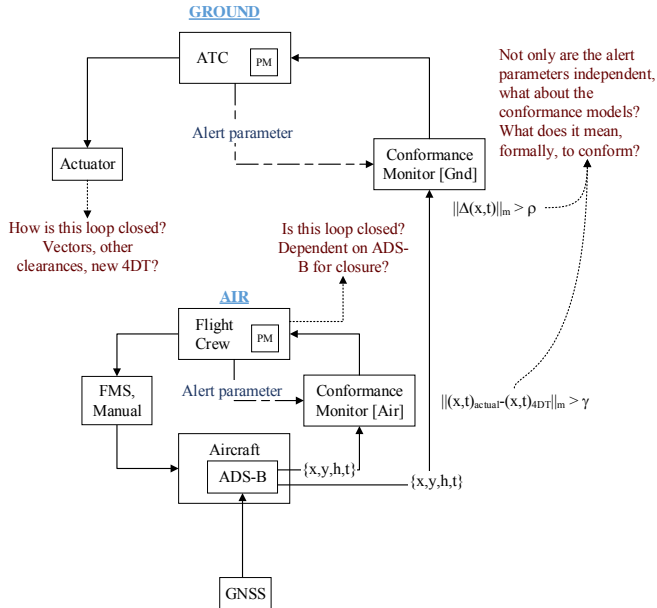 GROUND
ATC
PM
Not only are the alert
parameters independent,
what about the
conformance models?
What does it mean,
formally, to conform?
Alert parameter
Actuator
Conformance
Monitor [Gnd]
||Δ(x,t)||m > ρ
How is this loop closed?
Vectors, other
clearances, new 4DT?
Is this loop closed?
Dependent on ADS-
B for closure?
AIR
Flight
Crew
PM
FMS,
Manual
Alert parameter
Conformance
Monitor [Air]
||(x,t)actual-(x,t)4DT||m > γ
Aircraft
ADS-B
{x,y,h,t}
{x,y,h,t}
GNSS